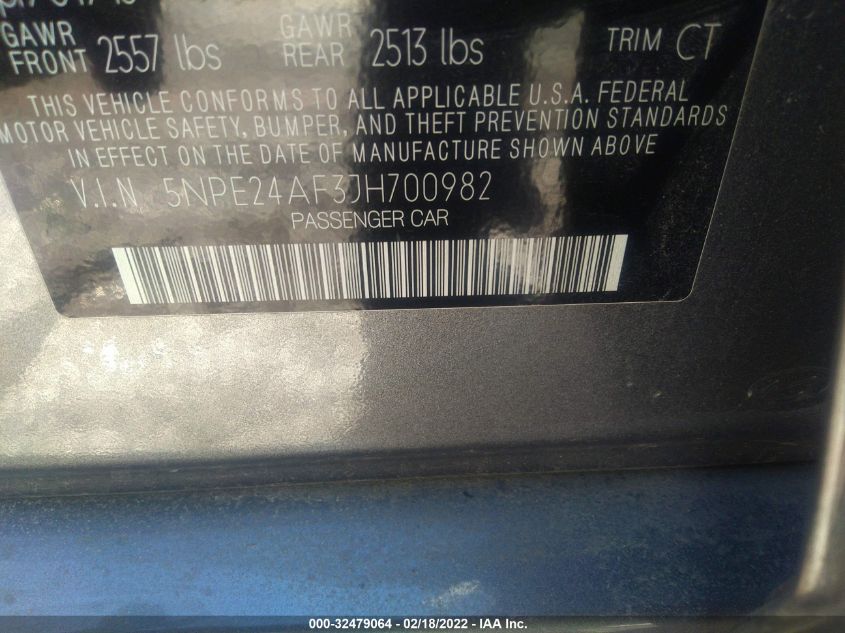 GAWR FRONT 2557 lbs GAWR REAR 2513 lbs TRIM CT
THIS VEHICLE CONFORMS TO ALL APPLICABLE U.S.A. FEDERAL
MOTOR VEHICLE SAFETY, BUMPER, AND THEFT PREVENTION STANDARDS
IN EFFECT ON THE DATE OF MANUFACTURE SHOWN ABOVE
V.I.N 5NPE24AF3JH700982
PASSENGER CAR
000-32479064 - 02/18/2022 - IAA Inc.